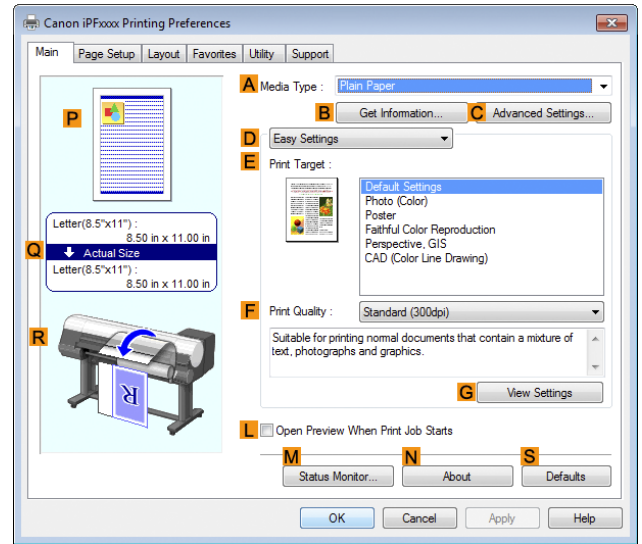 Canon iPFxxxx Printing Preferences
Main Page Setup Layout Favorites Utility Support
P
A Media Type : Plain Paper
B Get Information... C Advanced Settings...
D Easy Settings
E Print Target :
Default Settings
Photo (Color)
Poster
Faithful Color Reproduction
Perspective, GIS
CAD (Color Line Drawing)
Letter(8.5"x11") :
8.50 in x 11.00 in
Q Actual Size
Letter(8.5"x11") :
8.50 in x 11.00 in
F Print Quality : Standard (300dpi)
Suitable for printing normal documents that contain a mixture of
text, photographs and graphics.
R
R
G View Settings
L Open Preview When Print Job Starts
M N S
Status Monitor... About Defaults
OK Cancel Apply Help